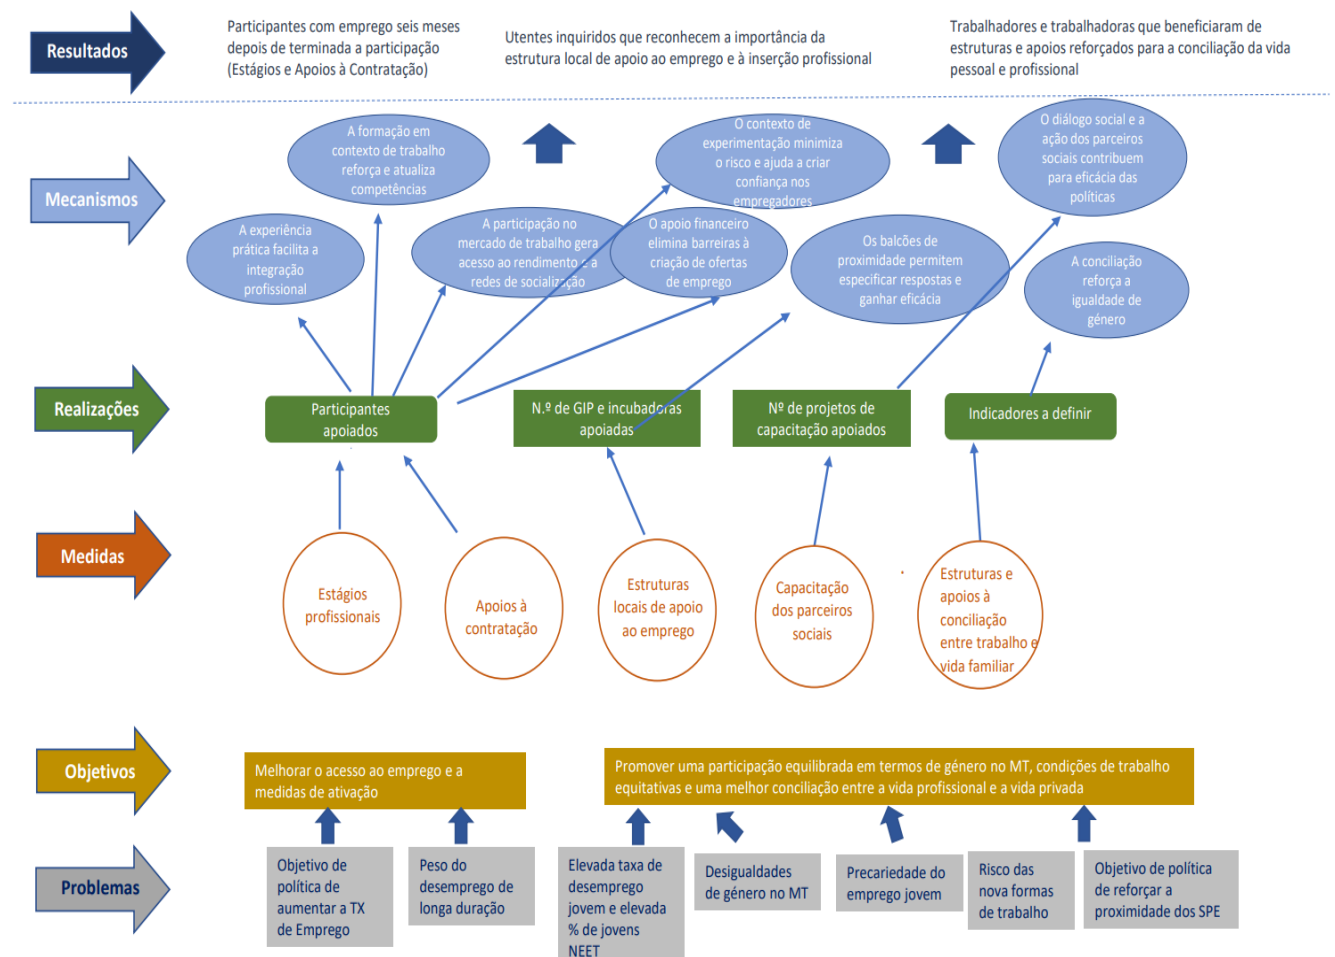 Resultados
Participantes com emprego seis meses
depois de terminada a participação
(Estágios e Apoios à Contratação)
Utentes inquiridos que reconhecem a importância da
estrutura local de apoio ao emprego e à inserção profissional
Trabalhadores e trabalhadoras que beneficiaram de
estruturas e apoios reforçados para a conciliação da vida
pessoal e profissional
Mecanismos
A formação em
contexto de trabalho
reforça e atualiza
competências
O contexto de
experimentação minimiza
o risco e ajuda a criar
confiança nos
empregadores
O diálogo social e a
ação dos parceiros
sociais contribuem
para eficácia das
políticas
A experiência
prática facilita a
integração
profissional
A participação no
mercado de trabalho gera
acesso ao rendimento e a
redes de socialização
O apoio financeiro
elimina barreiras à
criação de ofertas
de emprego
Os balcões de
proximidade permitem
especificar respostas e
ganhar eficácia
A conciliação
reforça a
igualdade de
género
Realizações
Participantes
apoiados
N.º de GIP e incubadoras
apoiadas
Nº de projetos de
capacitação apoiados
Indicadores a definir
Medidas
Estágios
profissionais
Apoios à
contratação
Estruturas
locais de apoio
ao emprego
Capacitação
dos parceiros
sociais
Estruturas e
apoios à
conciliação
entre trabalho e
vida familiar
Objetivos
Melhorar o acesso ao emprego e a
medidas de ativação
Promover uma participação equilibrada em termos de género no MT, condições de trabalho
equitativas e uma melhor conciliação entre a vida profissional e a vida privada
Problemas
Objetivo de
política de
aumentar a TX
de Emprego
Peso do
desemprego de
longa duração
Elevada taxa de
desemprego
jovem e elevada
% de jovens
NEET
Desigualdades
de género no MT
Precariedade do
emprego jovem
Risco das
nova formas
de trabalho
Objetivo de política
de reforçar a
proximidade dos SPE